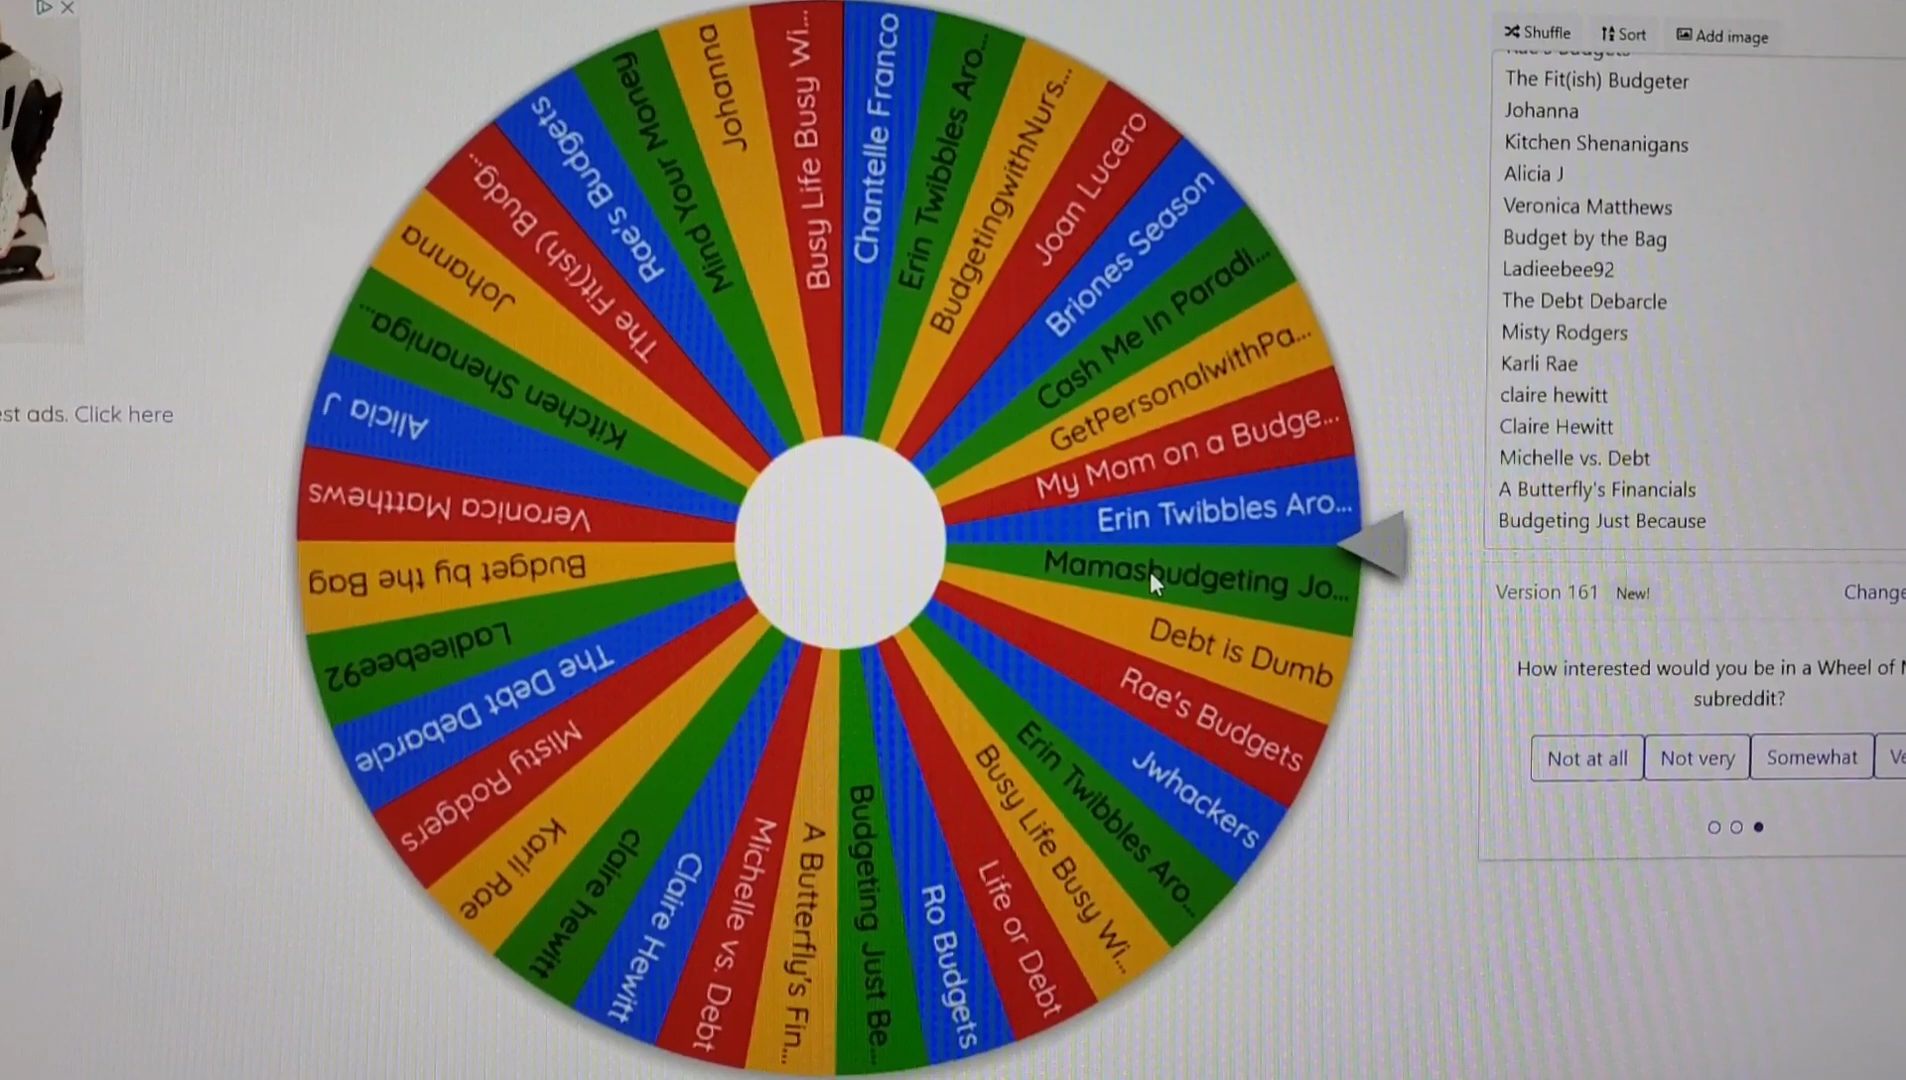 Chantelle Franco
Erin Twibbles Aro...
BudgetingwithNurs...
Joan Lucero
Briones Season
Cash Me In Paradi...
GetPersonalwithPa...
My Mom on a Budge...
Erin Twibbles Aro...
Mamasbudgeting Jo...
Debt is Dumb
Rae's Budgets
Jwhackers
Erin Twibbles Aro...
Busy Life Busy Wi...
Life or Debt
Ro Budgets
Budgeting Just Be...
A Butterfly's Fin...
Michelle vs. Debt
Claire Hewitt
claire hewitt
Karli Rae
Misty Rodgers
The Debt Debarcle
Ladieebee92
Budget by the Bag
Veronica Matthews
Alicia J
Kitchen Shenaniga...
Johanna
The Fit(ish) Budg...
Rae's Budgets
Mind Your Money
Johanna
Busy Life Busy Wi...
est ads. Click here
Shuffle Sort Add image
The Fit(ish) Budgeter
Johanna
Kitchen Shenanigans
Alicia J
Veronica Matthews
Budget by the Bag
Ladieebee92
The Debt Debarcle
Misty Rodgers
Karli Rae
claire hewitt
Claire Hewitt
Michelle vs. Debt
A Butterfly's Financials
Budgeting Just Because
Version 161 New! Change
How interested would you be in a Wheel of
subreddit?
Not at all Not very Somewhat Ve